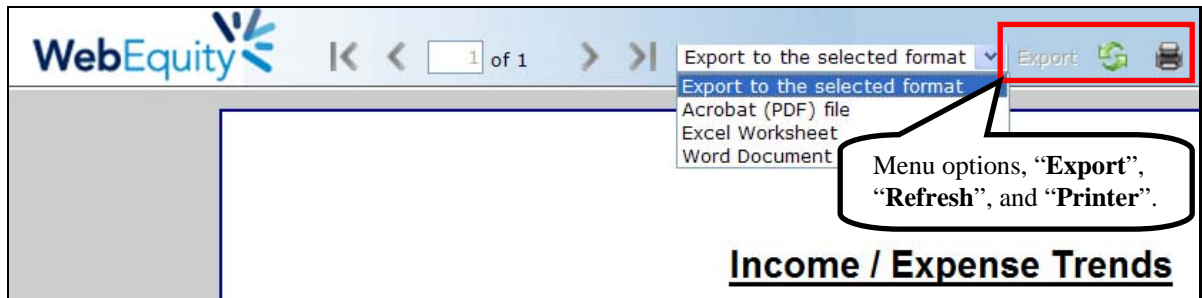 WebEquity
1 of 1
Export to the selected format
Export
Export to the selected format
Acrobat (PDF) file
Excel Worksheet
Word Document
Menu options, “Export”,
“Refresh”, and “Printer”.
Income / Expense Trends